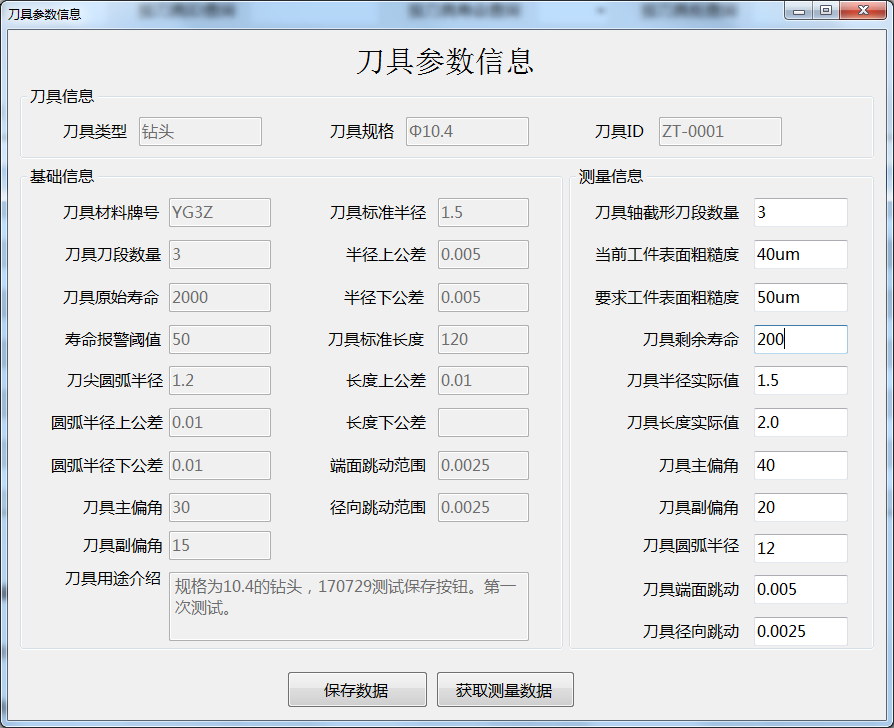 刀具参数信息
刀具参数信息
刀具信息
刀具类型 钻头 刀具规格 Φ10.4 刀具ID ZT-0001
基础信息
刀具材料牌号 YG3Z 刀具标准半径 1.5
刀具刀段数量 3 半径上公差 0.005
刀具原始寿命 2000 半径下公差 0.005
寿命报警阈值 50 刀具标准长度 120
刀尖圆弧半径 1.2 长度上公差 0.01
圆弧半径上公差 0.01 长度下公差
圆弧半径下公差 0.01 端面跳动范围 0.0025
刀具主偏角 30 径向跳动范围 0.0025
刀具副偏角 15
刀具用途介绍 规格为10.4的钻头，170729测试保存按钮。第一
次测试。
测量信息
刀具轴截形刀段数量 3
当前工件表面粗糙度 40um
要求工件表面粗糙度 50um
刀具剩余寿命 200
刀具半径实际值 1.5
刀具长度实际值 2.0
刀具主偏角 40
刀具副偏角 20
刀具圆弧半径 12
刀具端面跳动 0.005
刀具径向跳动 0.0025
保存数据 获取测量数据